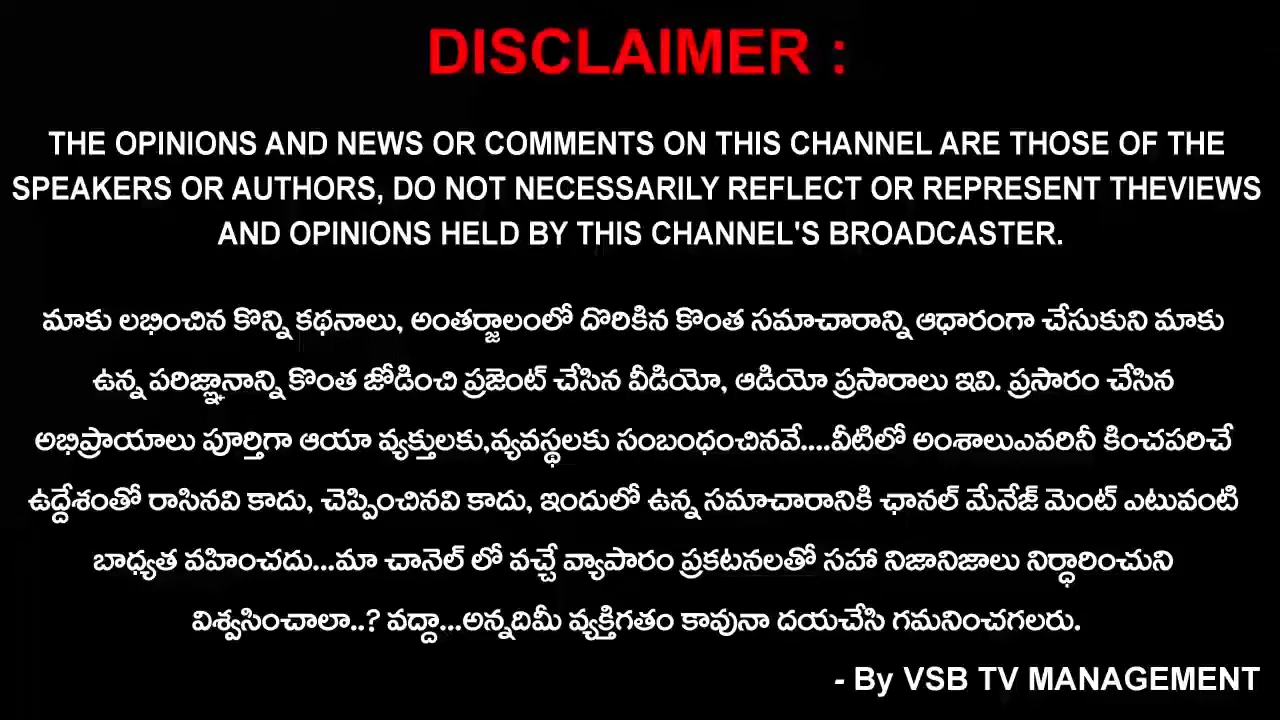 DISCLAIMER :
THE OPINIONS AND NEWS OR COMMENTS ON THIS CHANNEL ARE THOSE OF THE
SPEAKERS OR AUTHORS, DO NOT NECESSARILY REFLECT OR REPRESENT THEVIEWS
AND OPINIONS HELD BY THIS CHANNEL'S BROADCASTER.
మాకు లభించిన కొన్ని కథనాలు, అంతర్జాలంలో దొరికిన కొంత సమాచారాన్ని ఆధారంగా చేసుకుని మాకు
ఉన్న పరిజ్ఞానాన్ని కొంత జోడించి ప్రజెంట్ చేసిన వీడియో, ఆడియో ప్రసారాలు ఇవి. ప్రసారం చేసిన
అభిప్రాయాలు పూర్తిగా ఆయా వ్యక్తులకు,వ్యవస్థలకు సంబంధంచినవే....వీటిలో అంశాలుఎవరినీ కించపరిచే
ఉద్దేశంతో రాసినవి కాదు, చెప్పించినవి కాదు, ఇందులో ఉన్న సమాచారానికి ఛానల్ మేనేజ్ మెంట్ ఎటువంటి
బాధ్యత వహించదు...మా చానెల్ లో వచ్చే వ్యాపారం ప్రకటనలతో సహా నిజానిజాలు నిర్ధారించుని
విశ్వసించాలా..? వద్దా...అన్నదిమీ వ్యక్తిగతం కావునా దయచేసి గమనించగలరు.
- By VSB TV MANAGEMENT